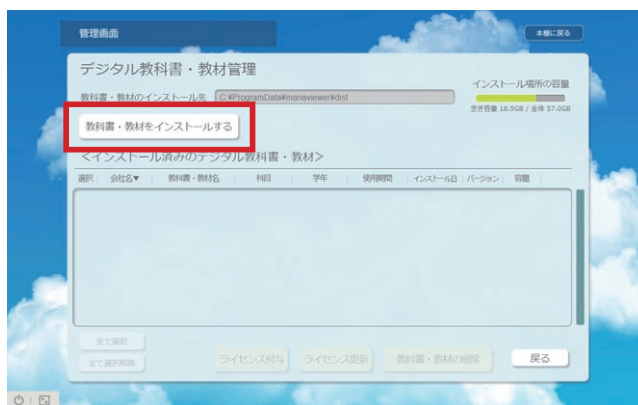 管理画面
本棚に戻る
デジタル教科書・教材管理
インストール場所の容量
教科書・教材のインストール先 C:¥ProgramData¥manaviewer¥dist
空き容量 16.5GB / 全体 57.0GB
教科書・教材をインストールする
<インストール済みのデジタル教科書・教材>
選択 会社名▼ 教科書・教材名 科目 学年 使用期間 インストール日 バージョン 容量
全て選択
全て選択解除
ライセンス付与 ライセンス更新 教科書・教材の削除 戻る